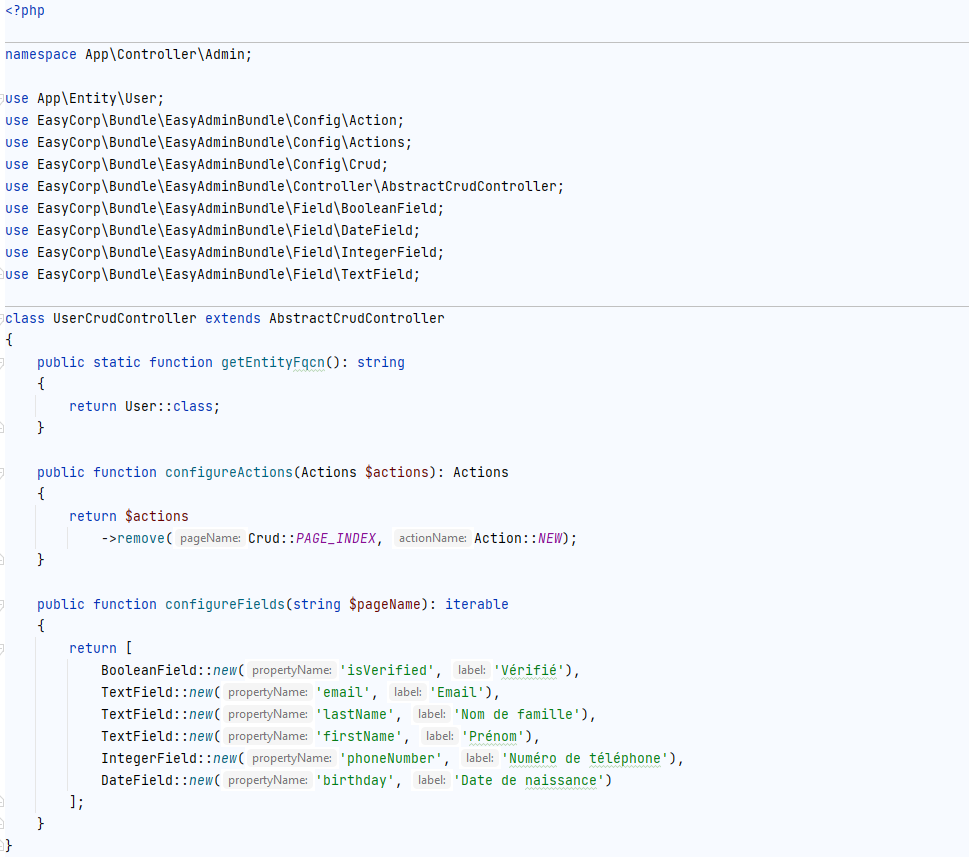 <?php
namespace App\Controller\Admin;
use App\Entity\User;
use EasyCorp\Bundle\EasyAdminBundle\Config\Action;
use EasyCorp\Bundle\EasyAdminBundle\Config\Actions;
use EasyCorp\Bundle\EasyAdminBundle\Config\Crud;
use EasyCorp\Bundle\EasyAdminBundle\Controller\AbstractCrudController;
use EasyCorp\Bundle\EasyAdminBundle\Field\BooleanField;
use EasyCorp\Bundle\EasyAdminBundle\Field\DateField;
use EasyCorp\Bundle\EasyAdminBundle\Field\IntegerField;
use EasyCorp\Bundle\EasyAdminBundle\Field\TextField;
class UserCrudController extends AbstractCrudController
{
    public static function getEntityFqcn(): string
    {
        return User::class;
    }
    public function configureActions(Actions $actions): Actions
    {
        return $actions
            ->remove( pageName: Crud::PAGE_INDEX, actionName: Action::NEW);
    }
    public function configureFields(string $pageName): iterable
    {
        return [
            BooleanField::new( propertyName: 'isVerified', label: 'Vérifié'),
            TextField::new( propertyName: 'email', label: 'Email'),
            TextField::new( propertyName: 'lastName', label: 'Nom de famille'),
            TextField::new( propertyName: 'firstName', label: 'Prénom'),
            IntegerField::new( propertyName: 'phoneNumber', label: 'Numéro de téléphone'),
            DateField::new( propertyName: 'birthday', label: 'Date de naissance')
        ];
    }
}